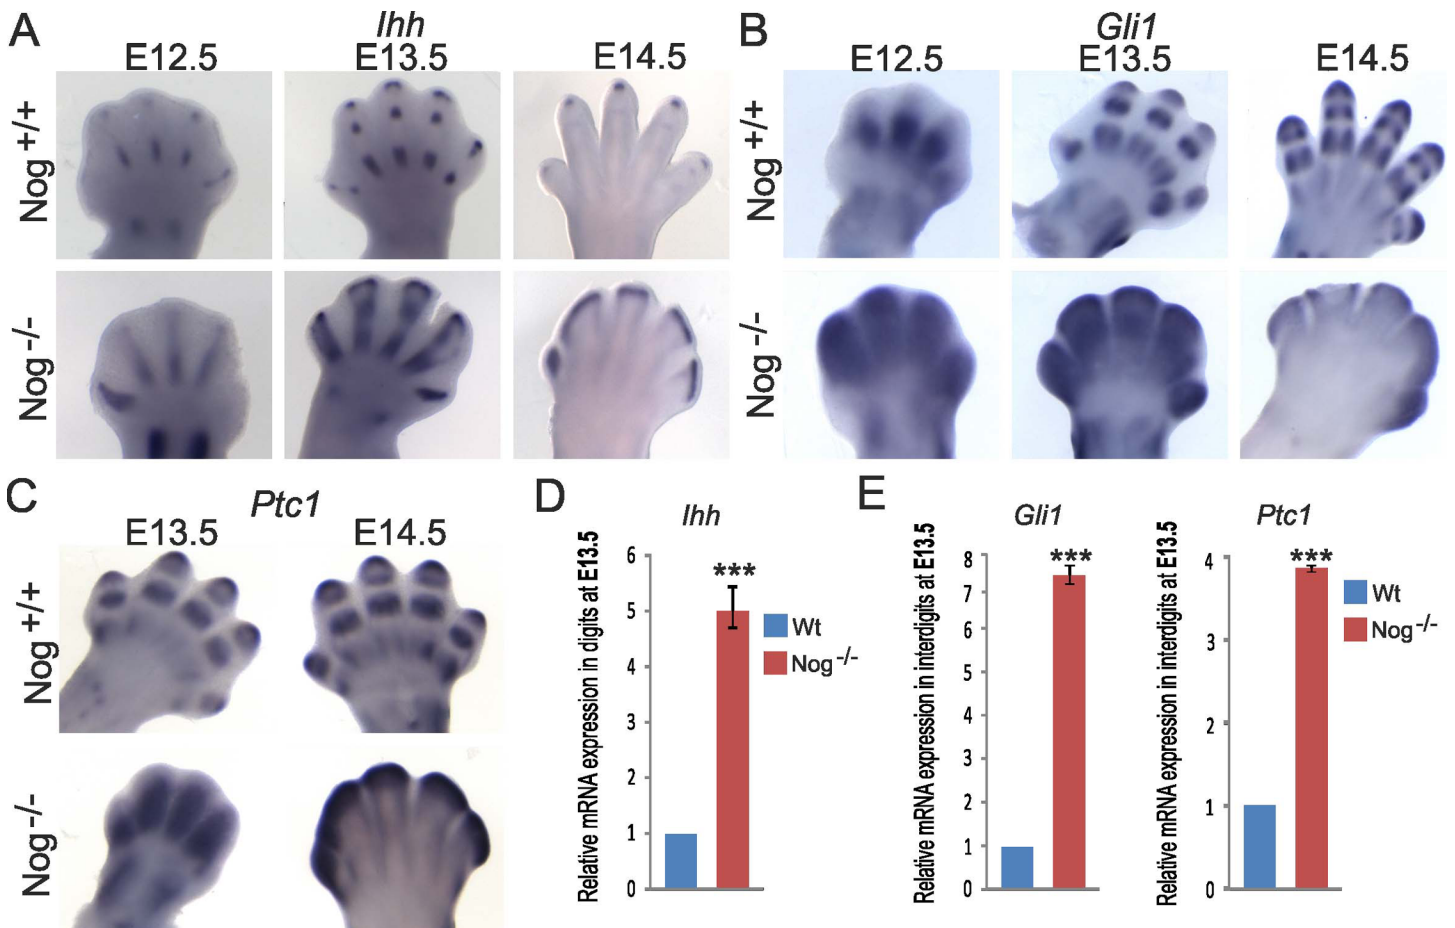 A
Ihh
E12.5 E13.5 E14.5
Nog +/+
Nog -/-
B
Gli1
E12.5 E13.5 E14.5
Nog +/+
Nog -/-
C
Ptc1
E13.5 E14.5
Nog +/+
Nog -/-
D
Ihh
Relative mRNA expression in digits at E13.5
6
5
4
3
2
1
0
***
Wt
Nog -/-
E
Gli1
Relative mRNA expression in interdigits at E13.5
8
7
6
5
4
3
2
1
0
***
Ptc1
Relative mRNA expression in interdigits at E13.5
4
3
2
1
0
***
Wt
Nog -/-